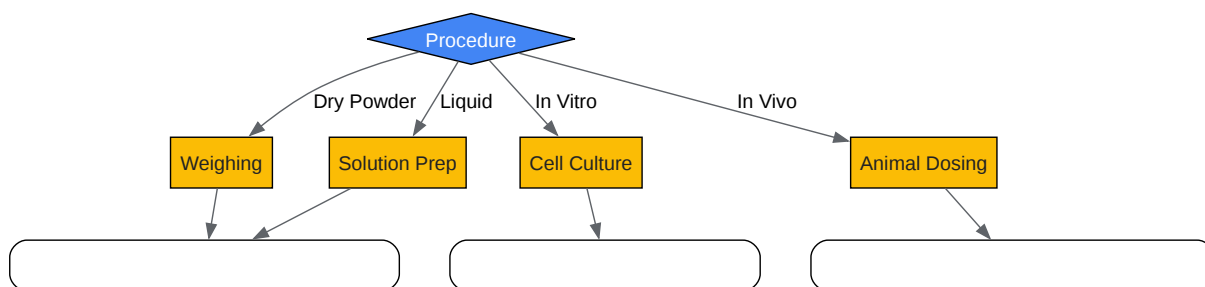 Procedure
Dry Powder
Liquid
In Vitro
In Vivo
Weighing
Solution Prep
Cell Culture
Animal Dosing